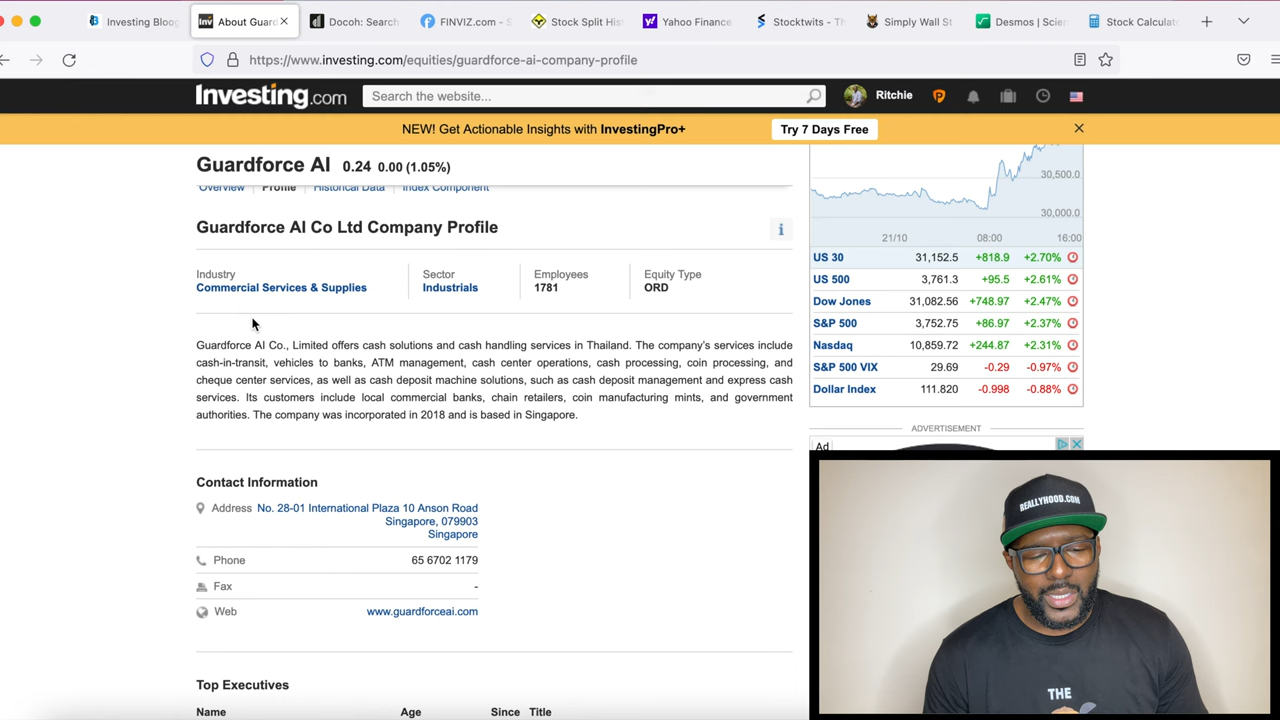 Investing Bloog
About Guar
Docoh: Search
FINVIZ.com - S
Stock Split His
Yahoo Finance
Stocktwits - Th
Simply Wall St
Desmos | Scien
Stock Calculat
https://www.investing.com/equities/guardforce-ai-company-profile
Investing.com
Search the website...
Ritchie
NEW! Get Actionable Insights with InvestingPro+
Try 7 Days Free
Guardforce AI 0.24 0.00 (1.05%)
Overview Profile Historical Data Index Component
Guardforce AI Co Ltd Company Profile
Industry
Commercial Services & Supplies
Sector
Industrials
Employees
1781
Equity Type
ORD
Guardforce AI Co., Limited offers cash solutions and cash handling services in Thailand. The company's services include
cash-in-transit, vehicles to banks, ATM management, cash center operations, cash processing, coin processing, and
cheque center services, as well as cash deposit machine solutions, such as cash deposit management and express cash
services. Its customers include local commercial banks, chain retailers, coin manufacturing mints, and government
authorities. The company was incorporated in 2018 and is based in Singapore.
Contact Information
Address No. 28-01 International Plaza 10 Anson Road
Singapore, 079903
Singapore
Phone 65 6702 1179
Fax -
Web www.guardforceai.com
Top Executives
Name Age Since Title
30,500.0
30,000.0
21/10 08:00 16:00
US 30 31,152.5 +818.9 +2.70%
US 500 3,761.3 +95.5 +2.61%
Dow Jones 31,082.56 +748.97 +2.47%
S&P 500 3,752.75 +86.97 +2.37%
Nasdaq 10,859.72 +244.87 +2.31%
S&P 500 VIX 29.69 -0.29 -0.97%
Dollar Index 111.820 -0.998 -0.88%
ADVERTISEMENT
Ad
REALLYHOOD.COM
THE